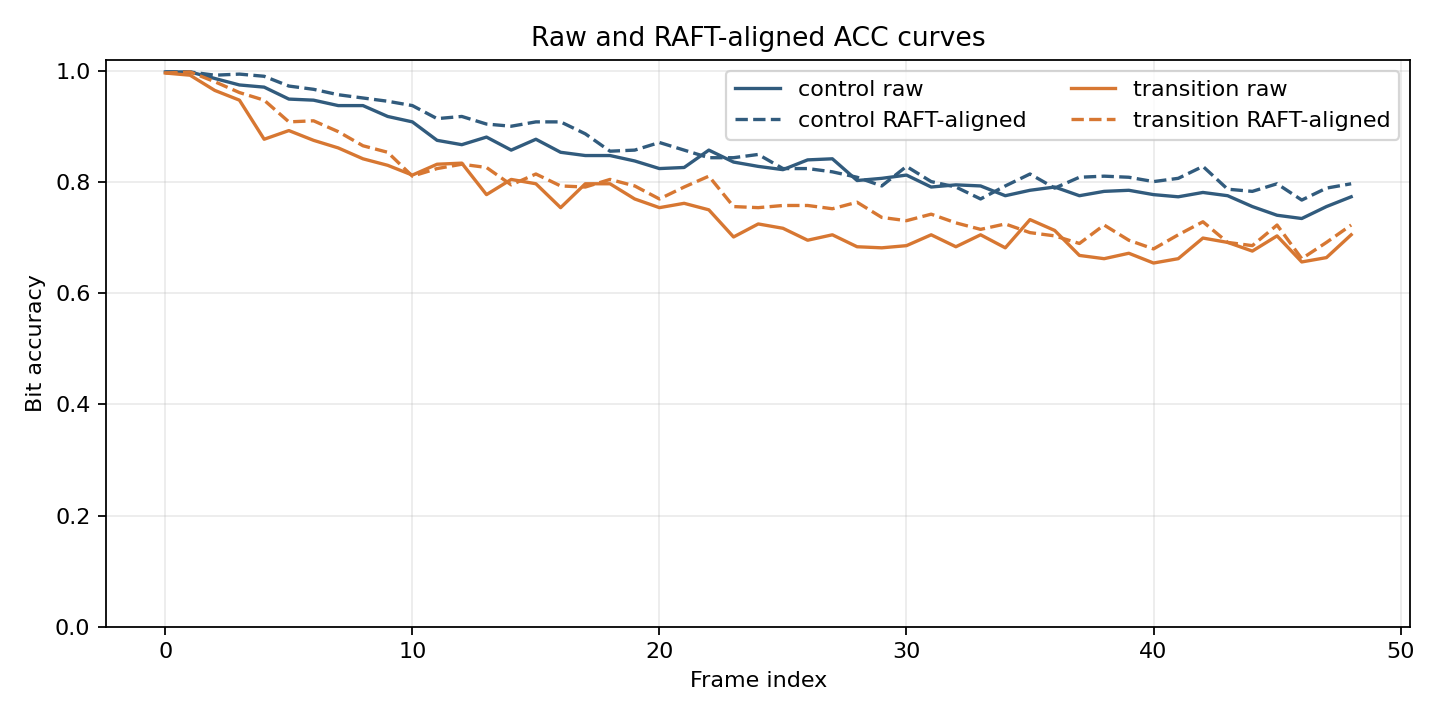 Raw and RAFT-aligned ACC curves
control raw
control RAFT-aligned
transition raw
transition RAFT-aligned
Bit accuracy
1.0
0.8
0.6
0.4
0.2
0.0
0 10 20 30 40 50
Frame index